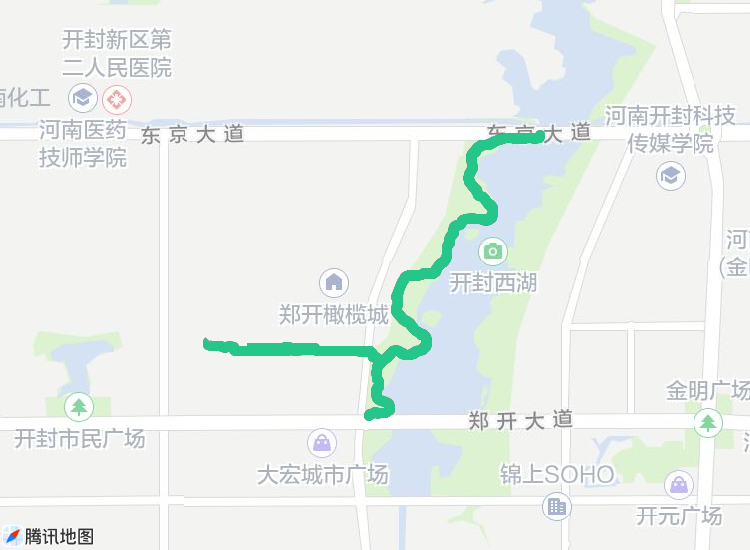 开封新区第
二人民医院
南化工
河南医药
技师学院
东京大道
东京大道
河南开封科技
传媒学院
河南
(金
开封西湖
郑开橄榄城
金明广场
郑开大道
开封市民广场
大宏城市广场
锦上SOHO
开元广场
腾讯地图